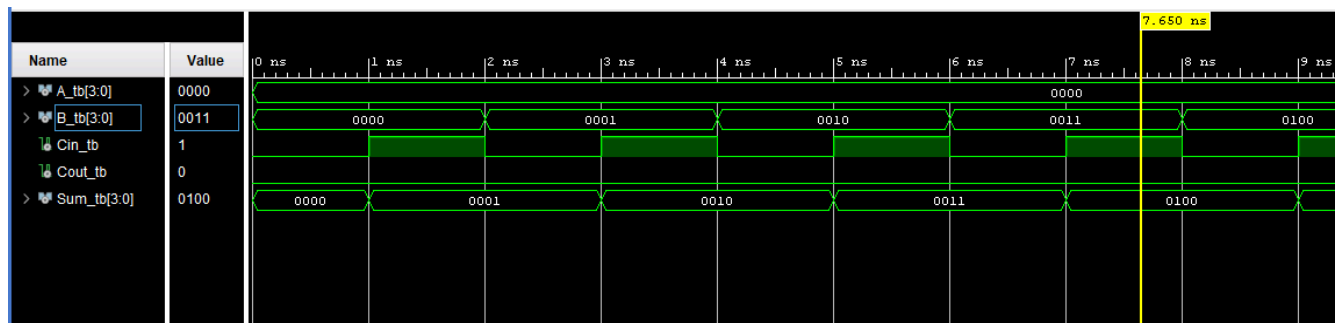 7.650 ns
Name Value 0 ns 1 ns 2 ns 3 ns 4 ns 5 ns 6 ns 7 ns 8 ns 9 ns
A_tb[3:0] 0000 0000
B_tb[3:0] 0011 0000 0001 0010 0011 0100
Cin_tb 1
Cout_tb 0
Sum_tb[3:0] 0100 0000 0001 0010 0011 0100